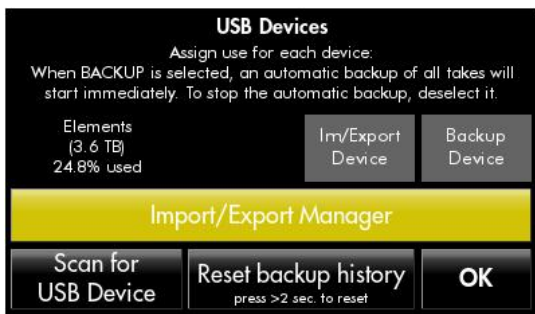 USB Devices
Assign use for each device:
When BACKUP is selected, an automatic backup of all takes will
start immediately. To stop the automatic backup, deselect it.
Elements
(3.6 TB)
24.8% used
Im/Export
Device
Backup
Device
Import/Export Manager
Scan for
USB Device
Reset backup history
press >2 sec. to reset
OK